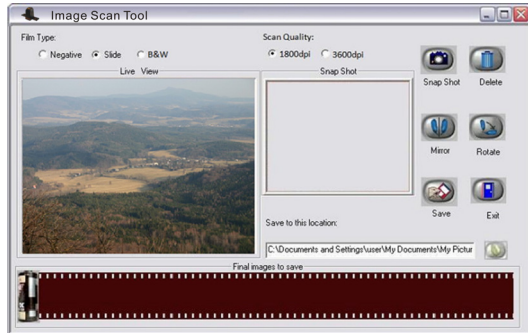 Image Scan Tool
Film Type:
Negative Slide B&W
Scan Quality:
1800dpi 3600dpi
Live View
Snap Shot
Snap Shot Delete
Mirror Rotate
Save Exit
Save to this location:
C:\Documents and Settings\user\My Documents\My Pictur
Final images to save